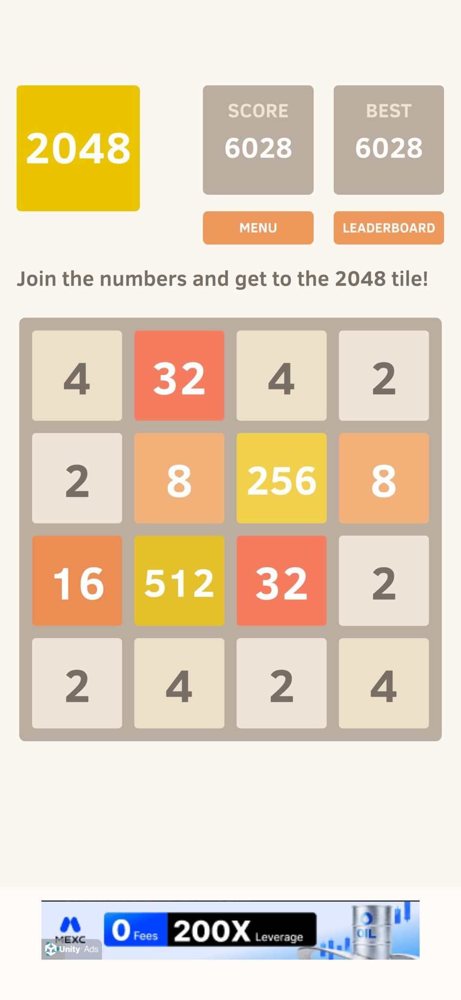 2048
SCORE
6028
BEST
6028
MENU
LEADERBOARD
Join the numbers and get to the 2048 tile!
4 32 4 2
2 8 256 8
16 512 32 2
2 4 2 4
MEXC
0 Fees 200X Leverage
OIL
Unity Ads